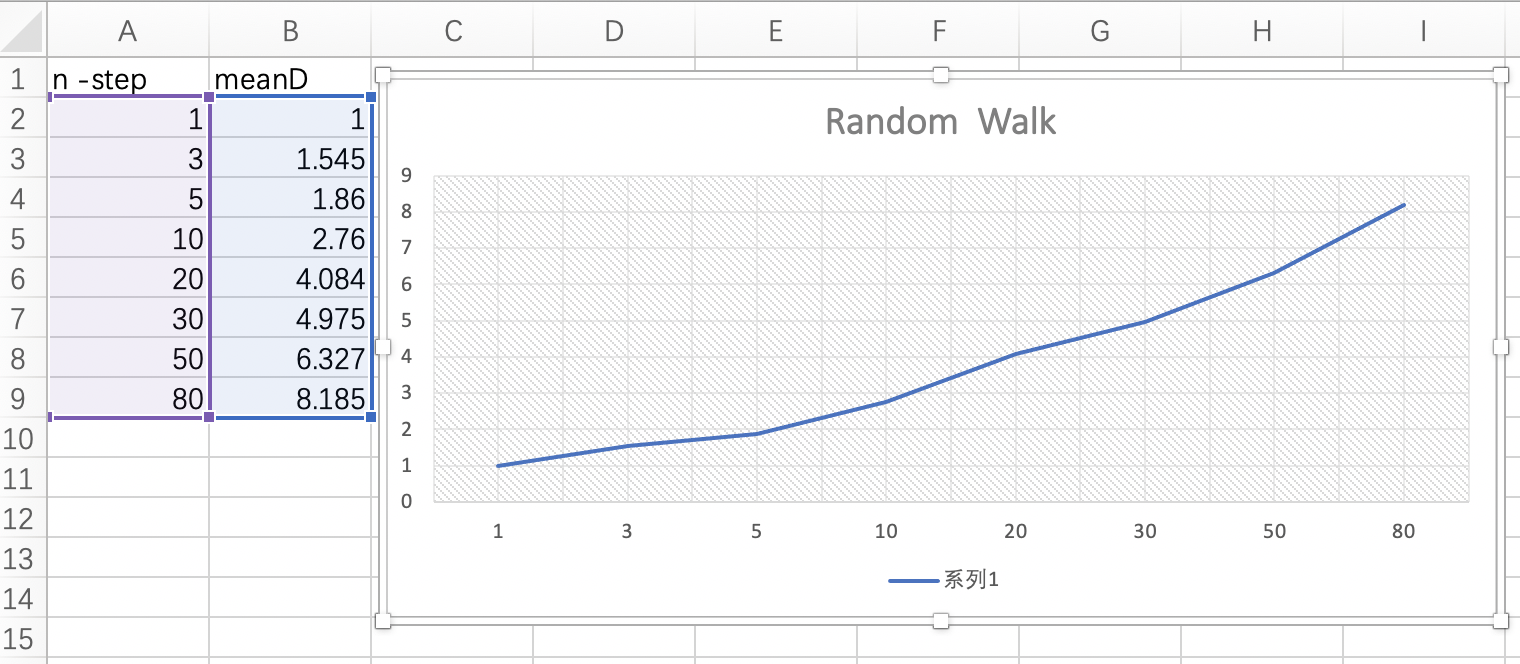 A B C D E F G H I
1 n -step meanD
2 1 1
3 3 1.545
4 5 1.86
5 10 2.76
6 20 4.084
7 30 4.975
8 50 6.327
9 80 8.185
10
11
12
13
14
15
Random Walk
9
8
7
6
5
4
3
2
1
0
1 3 5 10 20 30 50 80
系列1